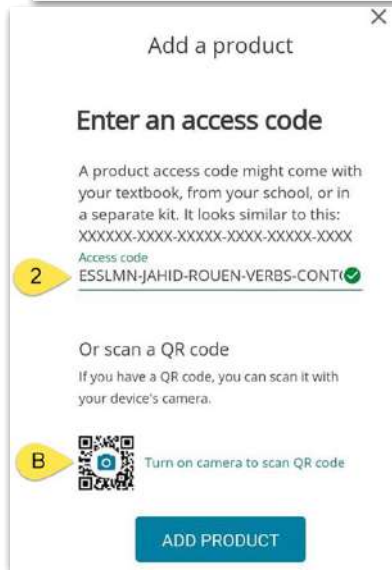 Add a product
Enter an access code
A product access code might come with
your textbook, from your school, or in
a separate kit. It looks similar to this:
XXXXXX-XXXX-XXXXX-XXXX-XXXXX-XXXX
Access code
2
ESSLMN-JAHID-ROUEN-VERBS-CONT
Or scan a QR code
If you have a QR code, you can scan it with
your device's camera.
B
Turn on camera to scan QR code
ADD PRODUCT